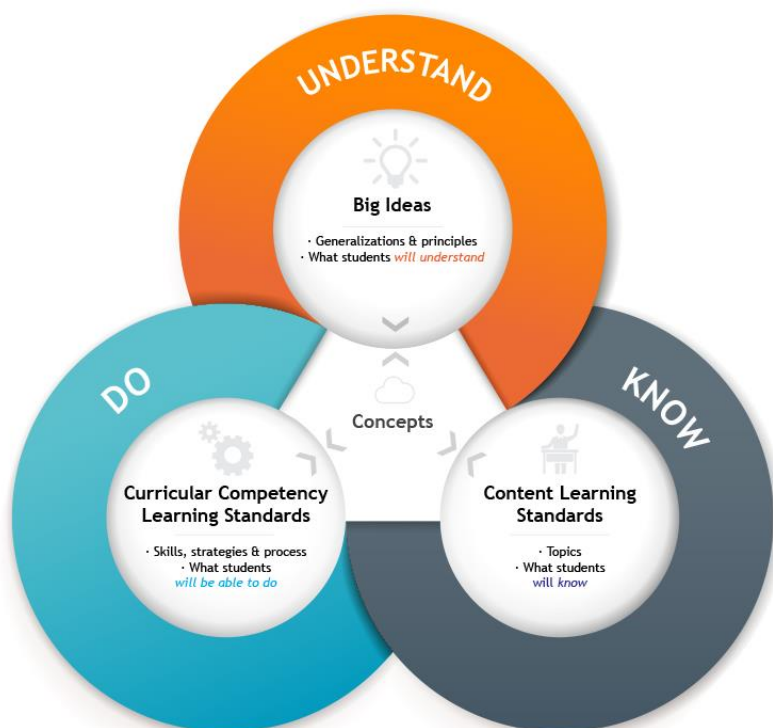 UNDERSTAND
Big Ideas
· Generalizations & principles
· What students will understand
DO
KNOW
Concepts
Curricular Competency
Learning Standards
· Skills, strategies & process
· What students
will be able to do
Content Learning
Standards
· Topics
· What students
will know